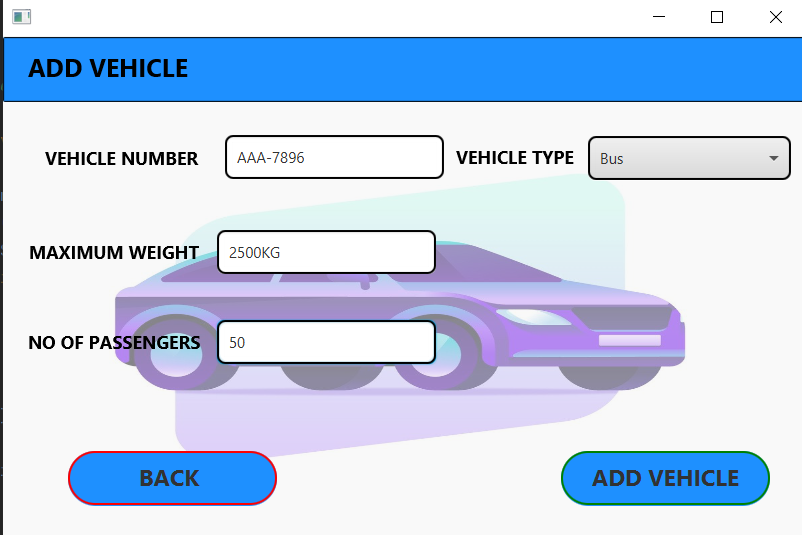 ADD VEHICLE
VEHICLE NUMBER AAA-7896 VEHICLE TYPE Bus
MAXIMUM WEIGHT 2500KG
NO OF PASSENGERS 50
BACK ADD VEHICLE